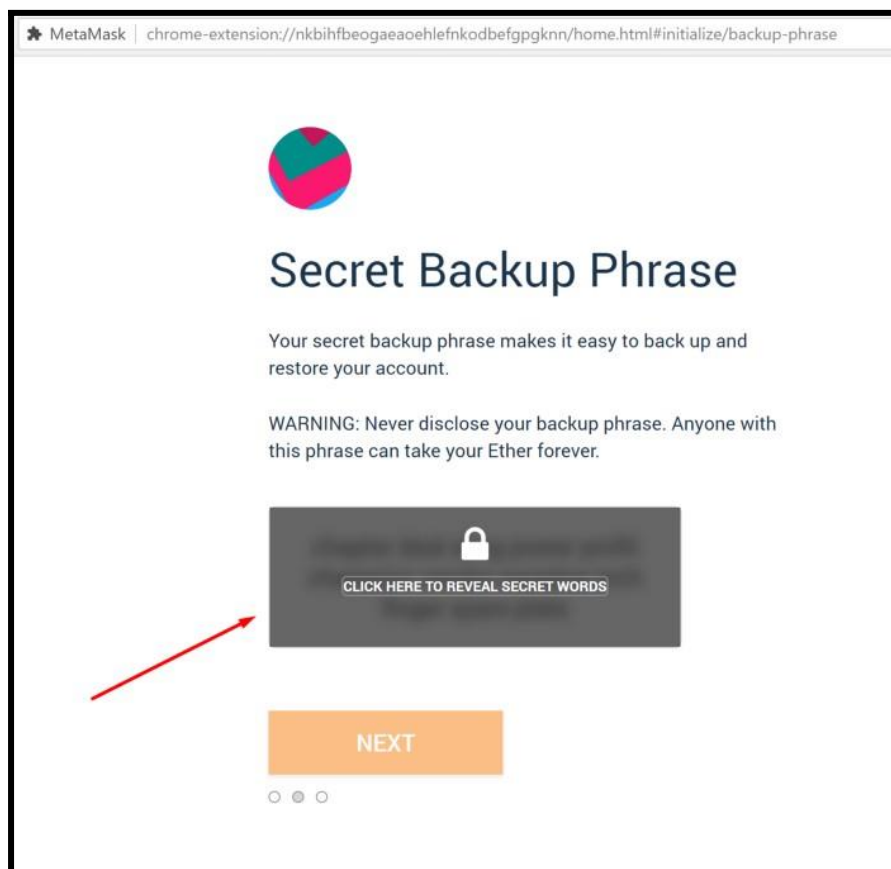 MetaMask chrome-extension://nkbihfbeogaeaoehlefnkodbefgpgknn/home.html#initialize/backup-phrase
Secret Backup Phrase
Your secret backup phrase makes it easy to back up and
restore your account.
WARNING: Never disclose your backup phrase. Anyone with
this phrase can take your Ether forever.
CLICK HERE TO REVEAL SECRET WORDS
NEXT